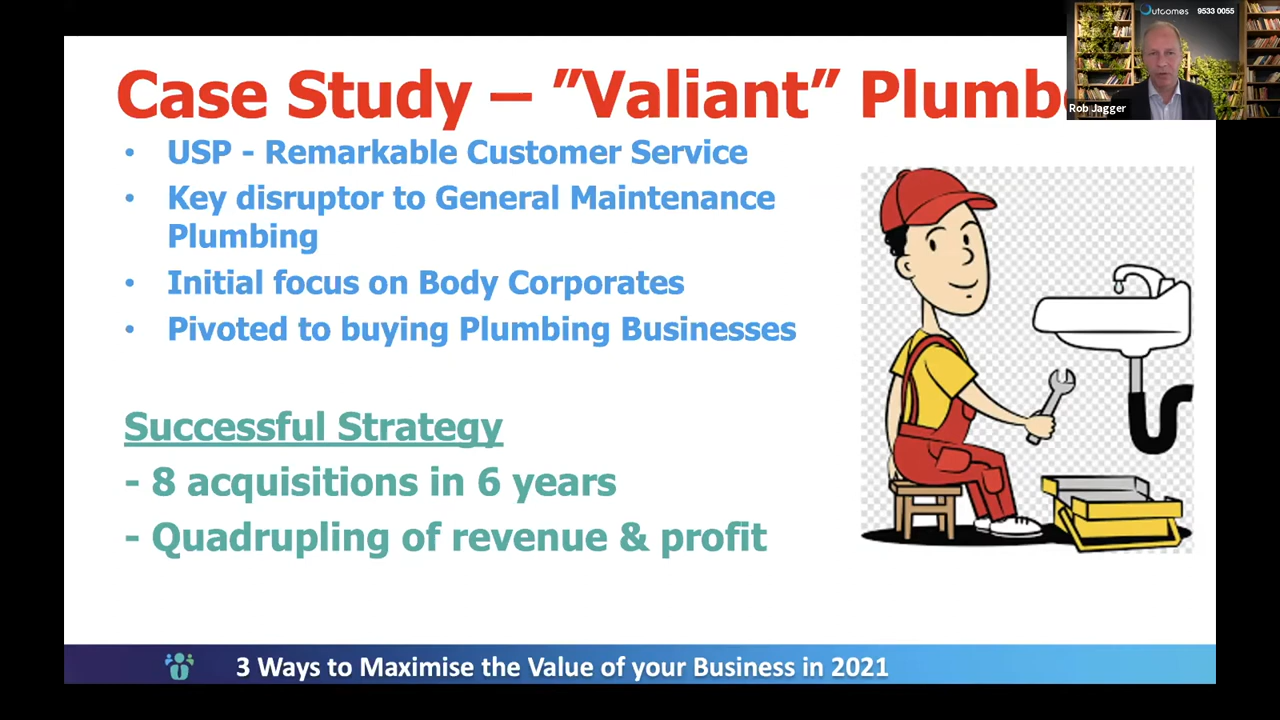 Outcomes 9533 0055
Rob Jagger
Case Study – ”Valiant” Plumb
• USP - Remarkable Customer Service
• Key disruptor to General Maintenance
Plumbing
• Initial focus on Body Corporates
• Pivoted to buying Plumbing Businesses
Successful Strategy
- 8 acquisitions in 6 years
- Quadrupling of revenue & profit
3 Ways to Maximise the Value of your Business in 2021